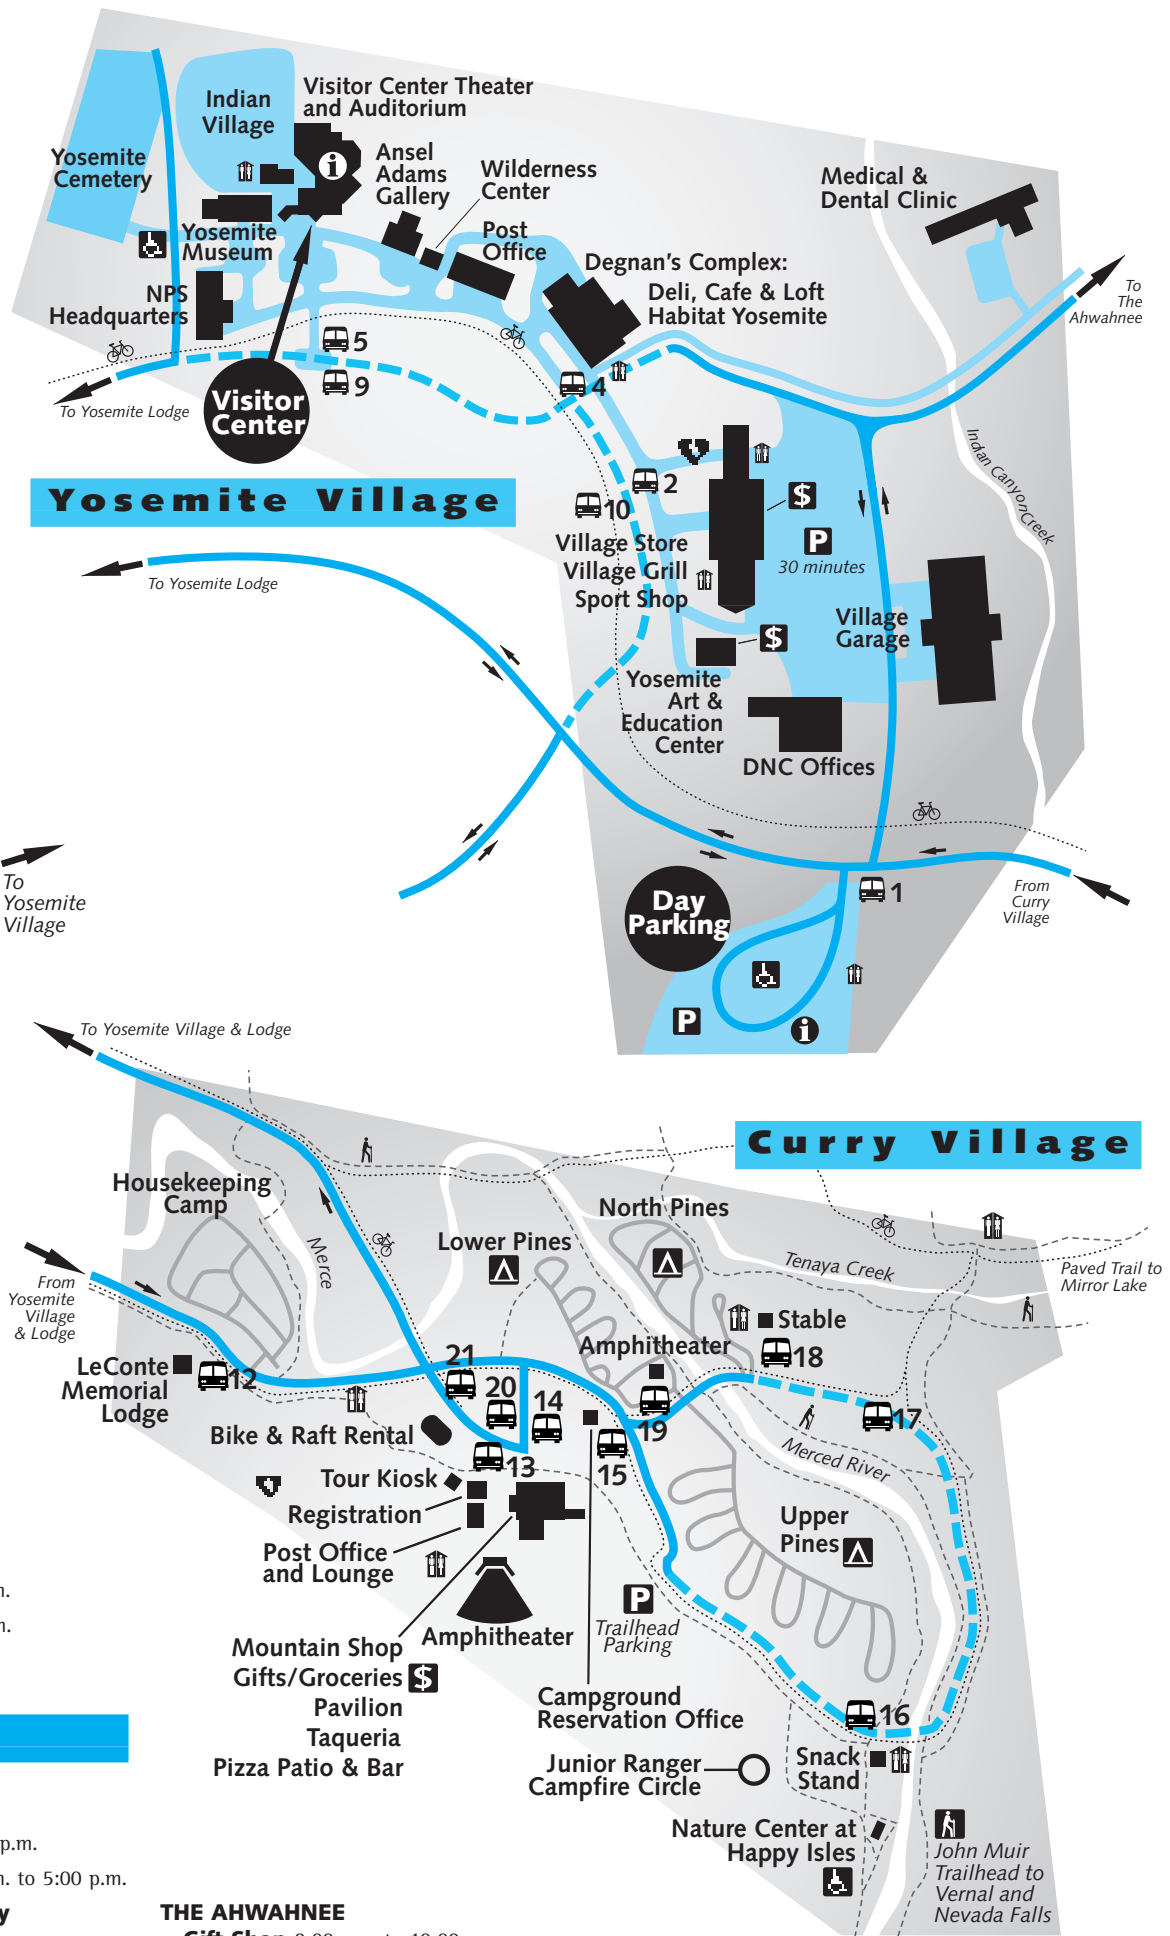 Visitor Center Theater
and Auditorium
Indian
Village
Yosemite
Cemetery
Ansel
Adams
Gallery
Wilderness
Center
Medical &
Dental Clinic
Yosemite
Museum
Post
Office
Degnan's Complex:
Deli, Cafe & Loft
Habitat Yosemite
NPS
Headquarters
To
The
Ahwahnee
5
9
4
To Yosemite Lodge
Visitor
Center
Indian Canyon Creek
Yosemite Village
2
10
$
P
30 minutes
Village Store
Village Grill
Sport Shop
To Yosemite Lodge
Village
Garage
$
Yosemite
Art &
Education
Center
DNC Offices
To
Yosemite
Village
Day
Parking
1
From
Curry
Village
P
i
To Yosemite Village & Lodge
Curry Village
Housekeeping
Camp
Merce
North Pines
Lower Pines
Tenaya Creek
Paved Trail to
Mirror Lake
From
Yosemite
Village
& Lodge
Stable
Amphitheater
18
LeConte
Memorial
Lodge
12
21
20
14
19
17
Bike & Raft Rental
13
15
Merced River
Tour Kiosk
Registration
Post Office
and Lounge
Upper
Pines
P
Trailhead
Parking
Amphitheater
Mountain Shop
Gifts/Groceries $
Pavilion
Taqueria
Pizza Patio & Bar
Campground
Reservation Office
16
Snack
Stand
Junior Ranger
Campfire Circle
Nature Center at
Happy Isles
John Muir
Trailhead to
Vernal and
Nevada Falls
p.m.
to 5:00 p.m.
THE AHWAHNEE